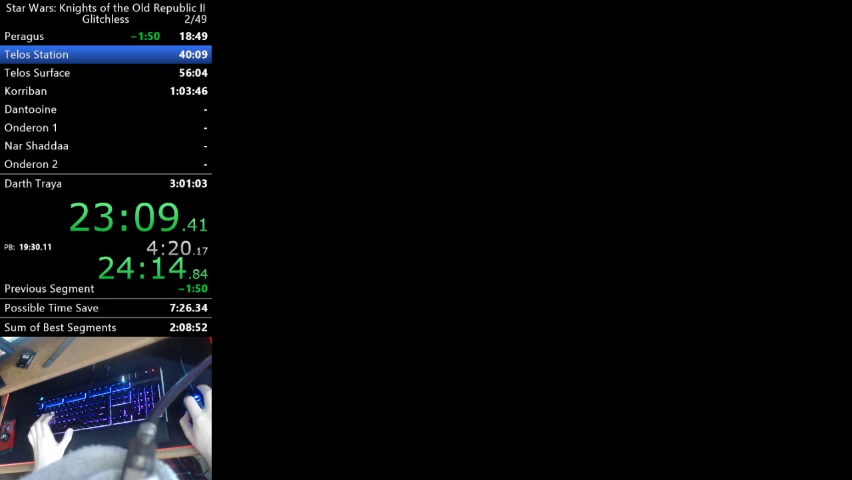 Star Wars: Knights of the Old Republic II
Glitchless 2/49
Peragus -1:50 18:49
Telos Station 40:09
Telos Surface 56:04
Korriban 1:03:46
Dantooine -
Onderon 1 -
Nar Shaddaa -
Onderon 2 -
Darth Traya 3:01:03
23:09.41
PB: 19:30.11 4:20.17
24:14.84
Previous Segment -1:50
Possible Time Save 7:26.34
Sum of Best Segments 2:08:52